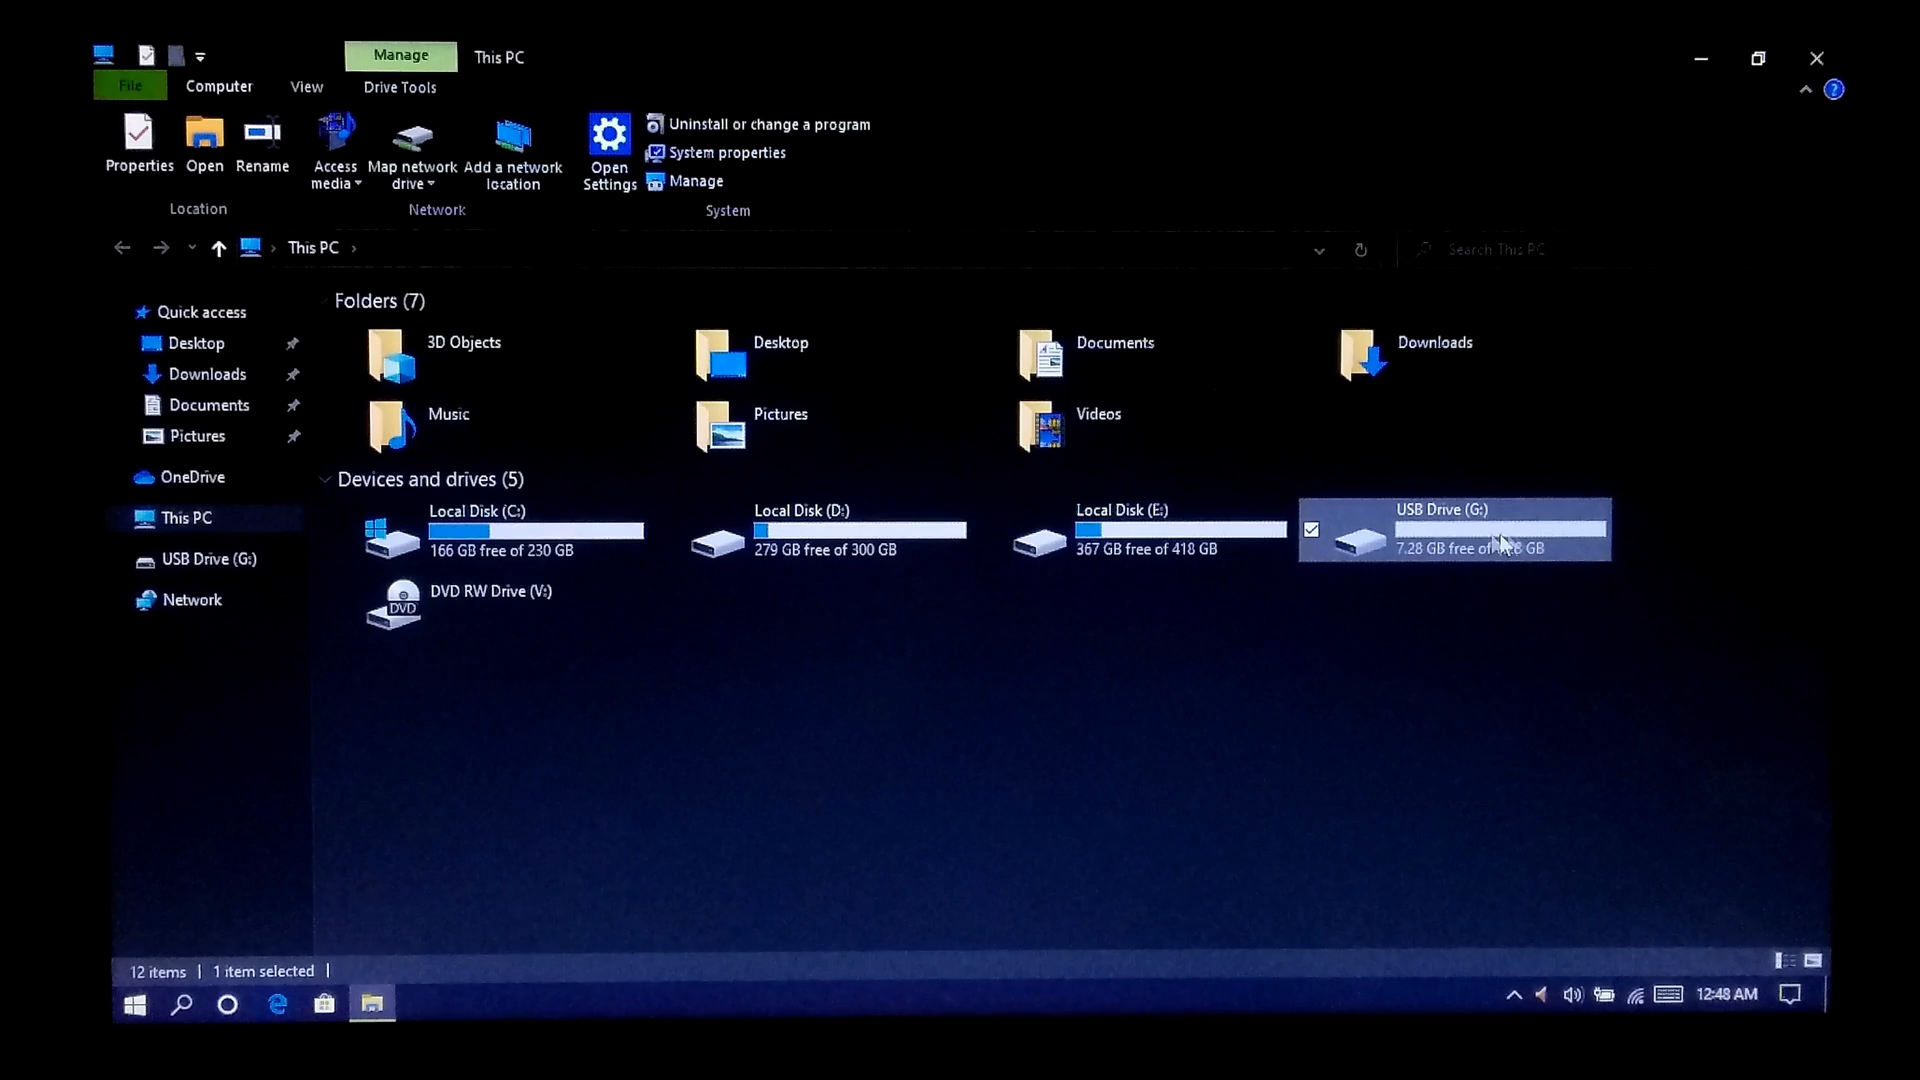 Manage
This PC
File
Computer
View
Drive Tools
Properties
Open
Rename
Access media
Map network drive
Add a network location
Open Settings
Uninstall or change a program
System properties
Manage
Location
Network
System
This PC
Search This PC
Quick access
Desktop
Downloads
Documents
Pictures
OneDrive
This PC
USB Drive (G:)
Network
Folders (7)
3D Objects
Desktop
Documents
Downloads
Music
Pictures
Videos
Devices and drives (5)
Local Disk (C:)
166 GB free of 230 GB
Local Disk (D:)
279 GB free of 300 GB
Local Disk (E:)
367 GB free of 418 GB
USB Drive (G:)
7.28 GB free of GB
DVD RW Drive (V:)
DVD
12 items
1 item selected
12:48 AM